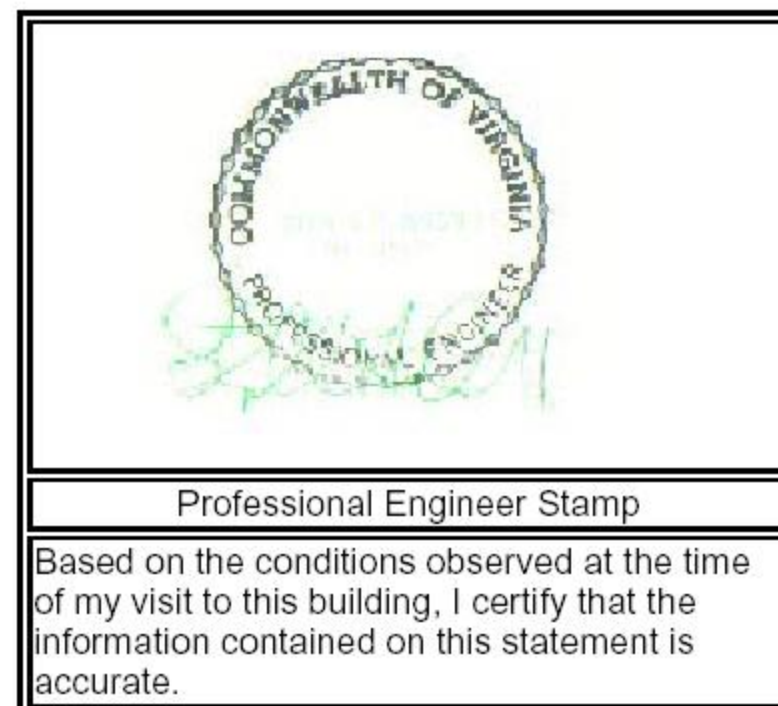 COMMONWELLTH OF VIRGINIA
PROFESSIONAL ENGINEER
Professional Engineer Stamp
Based on the conditions observed at the time
of my visit to this building, I certify that the
information contained on this statement is
accurate.